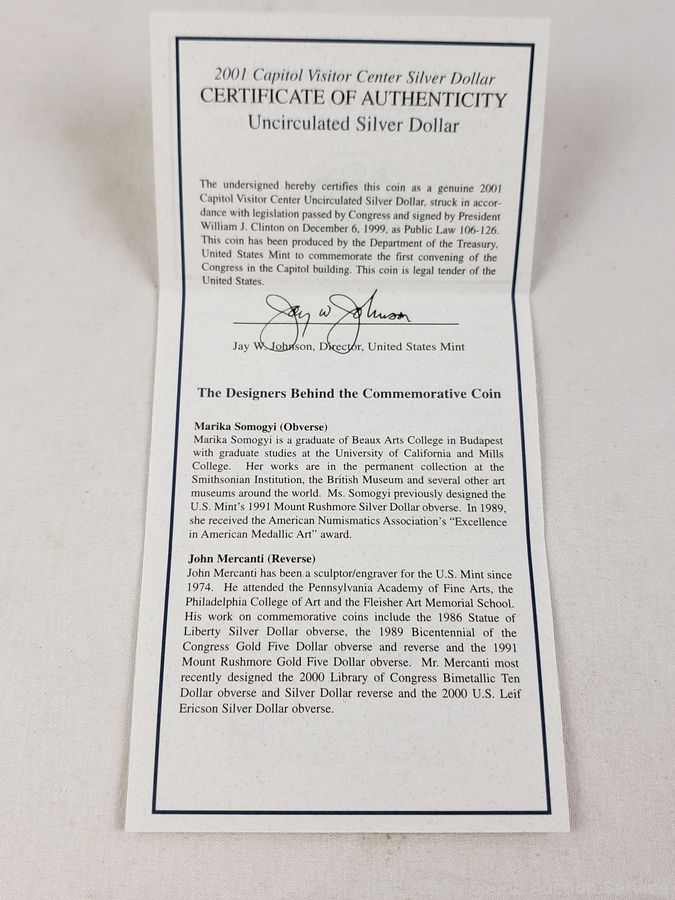 2001 Capitol Visitor Center Silver Dollar
CERTIFICATE OF AUTHENTICITY
Uncirculated Silver Dollar
The undersigned hereby certifies this coin as a genuine 2001
Capitol Visitor Center Uncirculated Silver Dollar, struck in accor-
dance with legislation passed by Congress and signed by President
William J. Clinton on December 6, 1999, as Public Law 106-126.
This coin has been produced by the Department of the Treasury,
United States Mint to commemorate the first convening of the
Congress in the Capitol building. This coin is legal tender of the
United States.
Jay W Johnson
Jay W. Johnson, Director, United States Mint
The Designers Behind the Commemorative Coin
Marika Somogyi (Obverse)
Marika Somogyi is a graduate of Beaux Arts College in Budapest
with graduate studies at the University of California and Mills
College. Her works are in the permanent collection at the
Smithsonian Institution, the British Museum and several other art
museums around the world. Ms. Somogyi previously designed the
U.S. Mint's 1991 Mount Rushmore Silver Dollar obverse. In 1989,
she received the American Numismatics Association's “Excellence
in American Medallic Art” award.
John Mercanti (Reverse)
John Mercanti has been a sculptor/engraver for the U.S. Mint since
1974. He attended the Pennsylvania Academy of Fine Arts, the
Philadelphia College of Art and the Fleisher Art Memorial School.
His work on commemorative coins include the 1986 Statue of
Liberty Silver Dollar obverse, the 1989 Bicentennial of the
Congress Gold Five Dollar obverse and reverse and the 1991
Mount Rushmore Gold Five Dollar obverse. Mr. Mercanti most
recently designed the 2000 Library of Congress Bimetallic Ten
Dollar obverse and Silver Dollar reverse and the 2000 U.S. Leif
Ericson Silver Dollar obverse.
Sound Auction Service